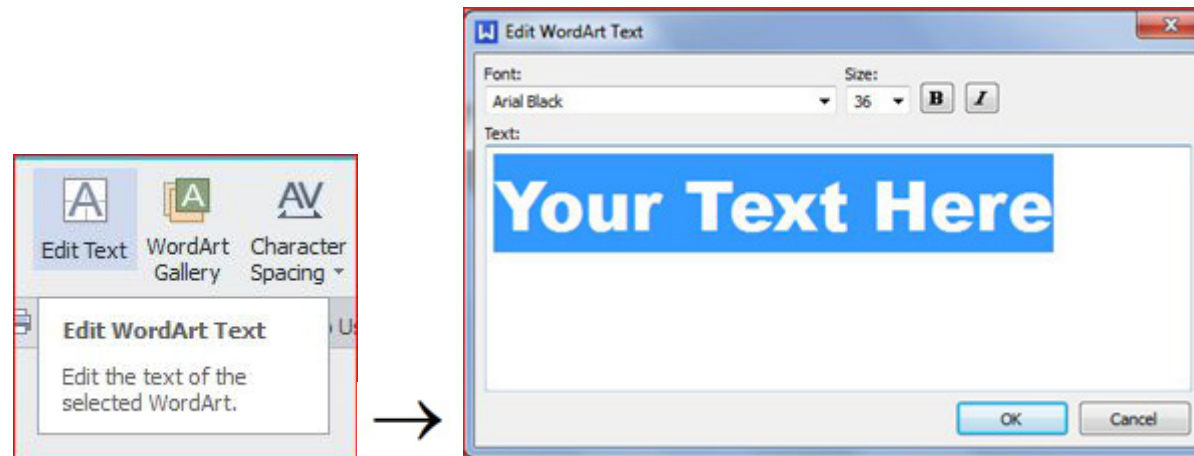 Edit Text
WordArt
Gallery
Character
Spacing
Edit WordArt Text
Edit the text of the
selected WordArt.
→
Edit WordArt Text
Font:
Size:
Arial Black
36
B
I
Text:
Your Text Here
OK
Cancel